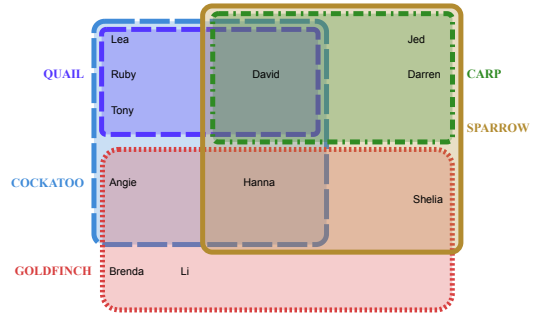 Lea
Jed
QUAIL
Ruby
David
Darren
CARP
Tony
SPARROW
COCKATOO
Angie
Hanna
Shelia
GOLDFINCH
Brenda
Li